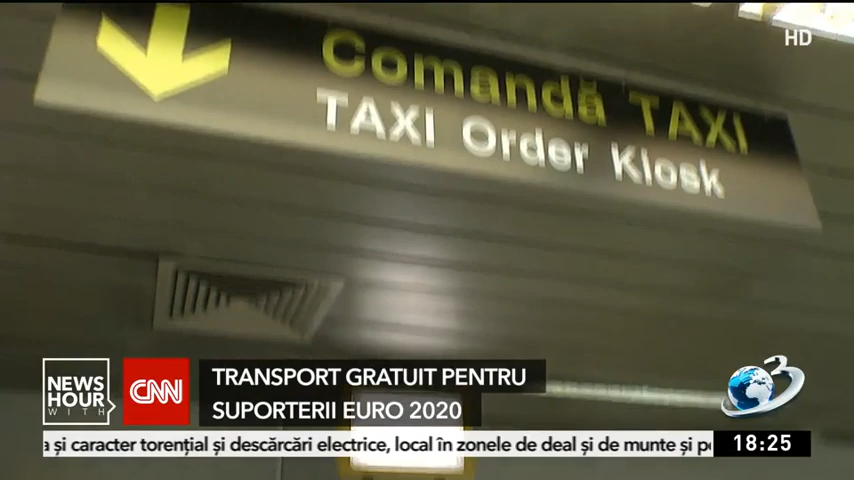 HD
Comandă TAXI
TAXI Order Kiosk
NEWS
HOUR
WITH
CNN
TRANSPORT GRATUIT PENTRU
SUPORTERII EURO 2020
3
și caracter torențial și descărcări electrice, local în zonele de deal și de munte și
18:25